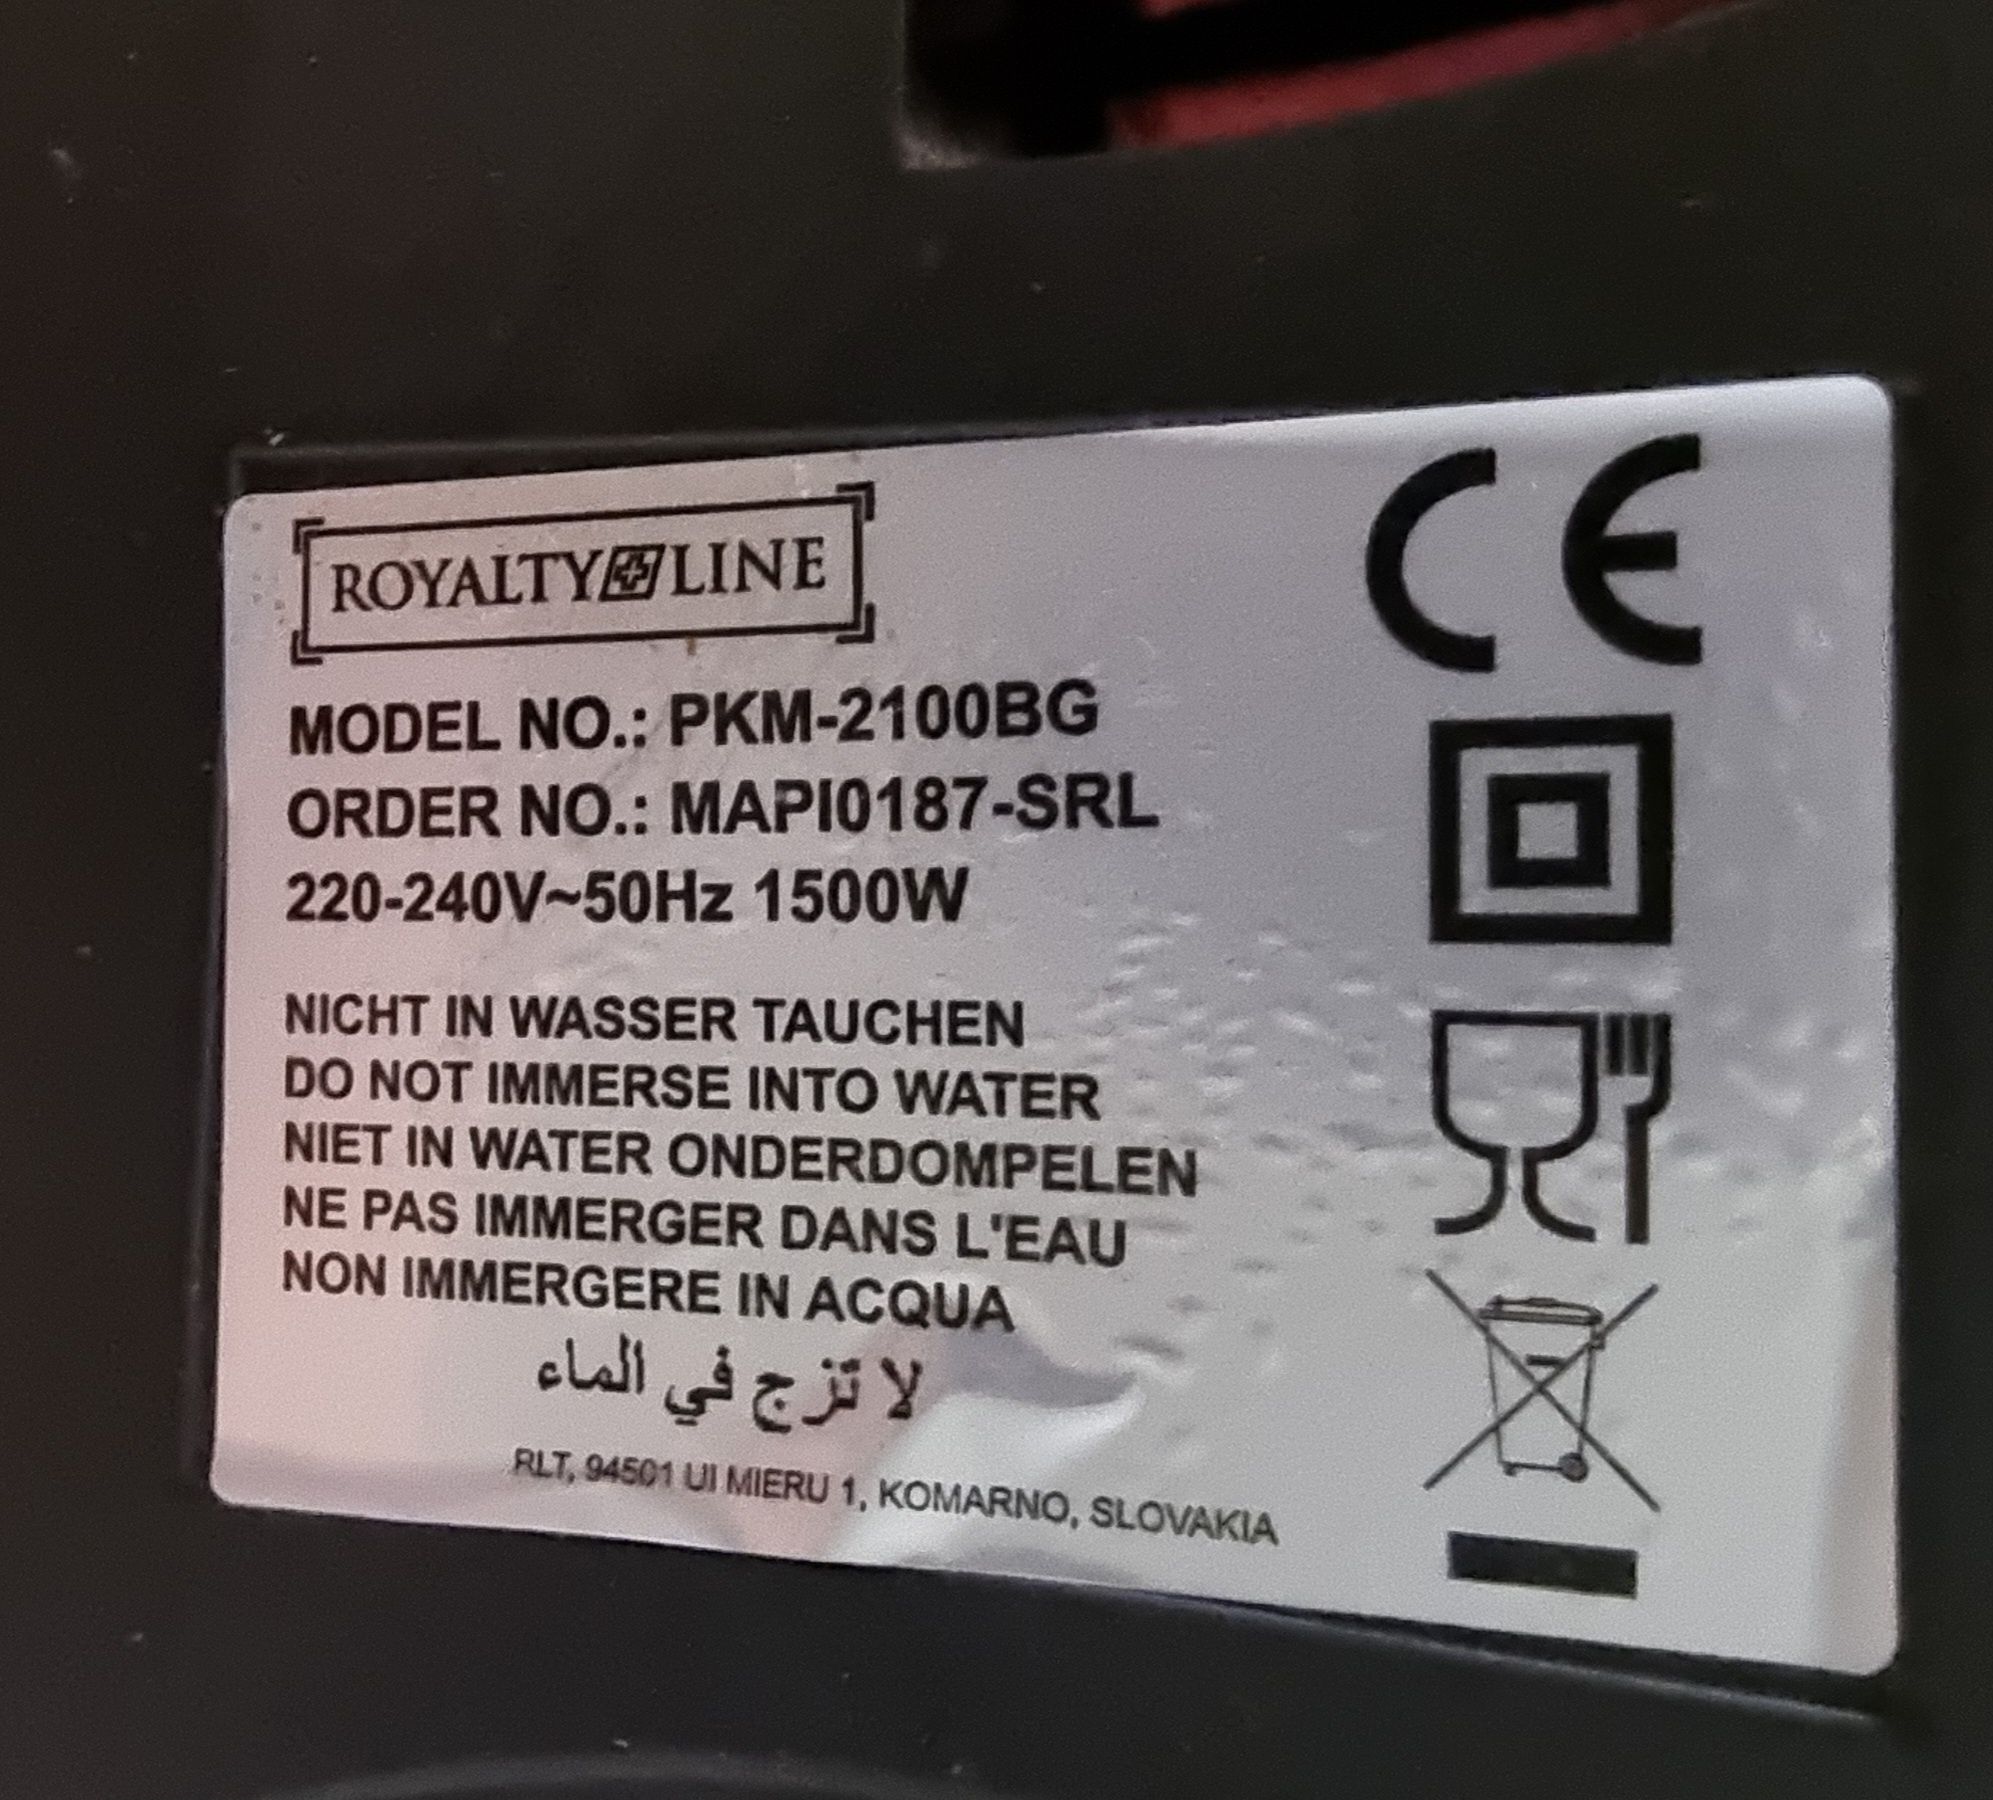 ROYALTY LINE
MODEL NO.: PKM-2100BG
ORDER NO.: MAPI0187-SRL
220-240V~50Hz 1500W
NICHT IN WASSER TAUCHEN
DO NOT IMMERSE INTO WATER
NIET IN WATER ONDERDOMPELEN
NE PAS IMMERGER DANS L'EAU
NON IMMERGERE IN ACQUA
لا تزج في الماء
RLT, 94501 UI MIERU 1, KOMARNO, SLOVAKIA
CE